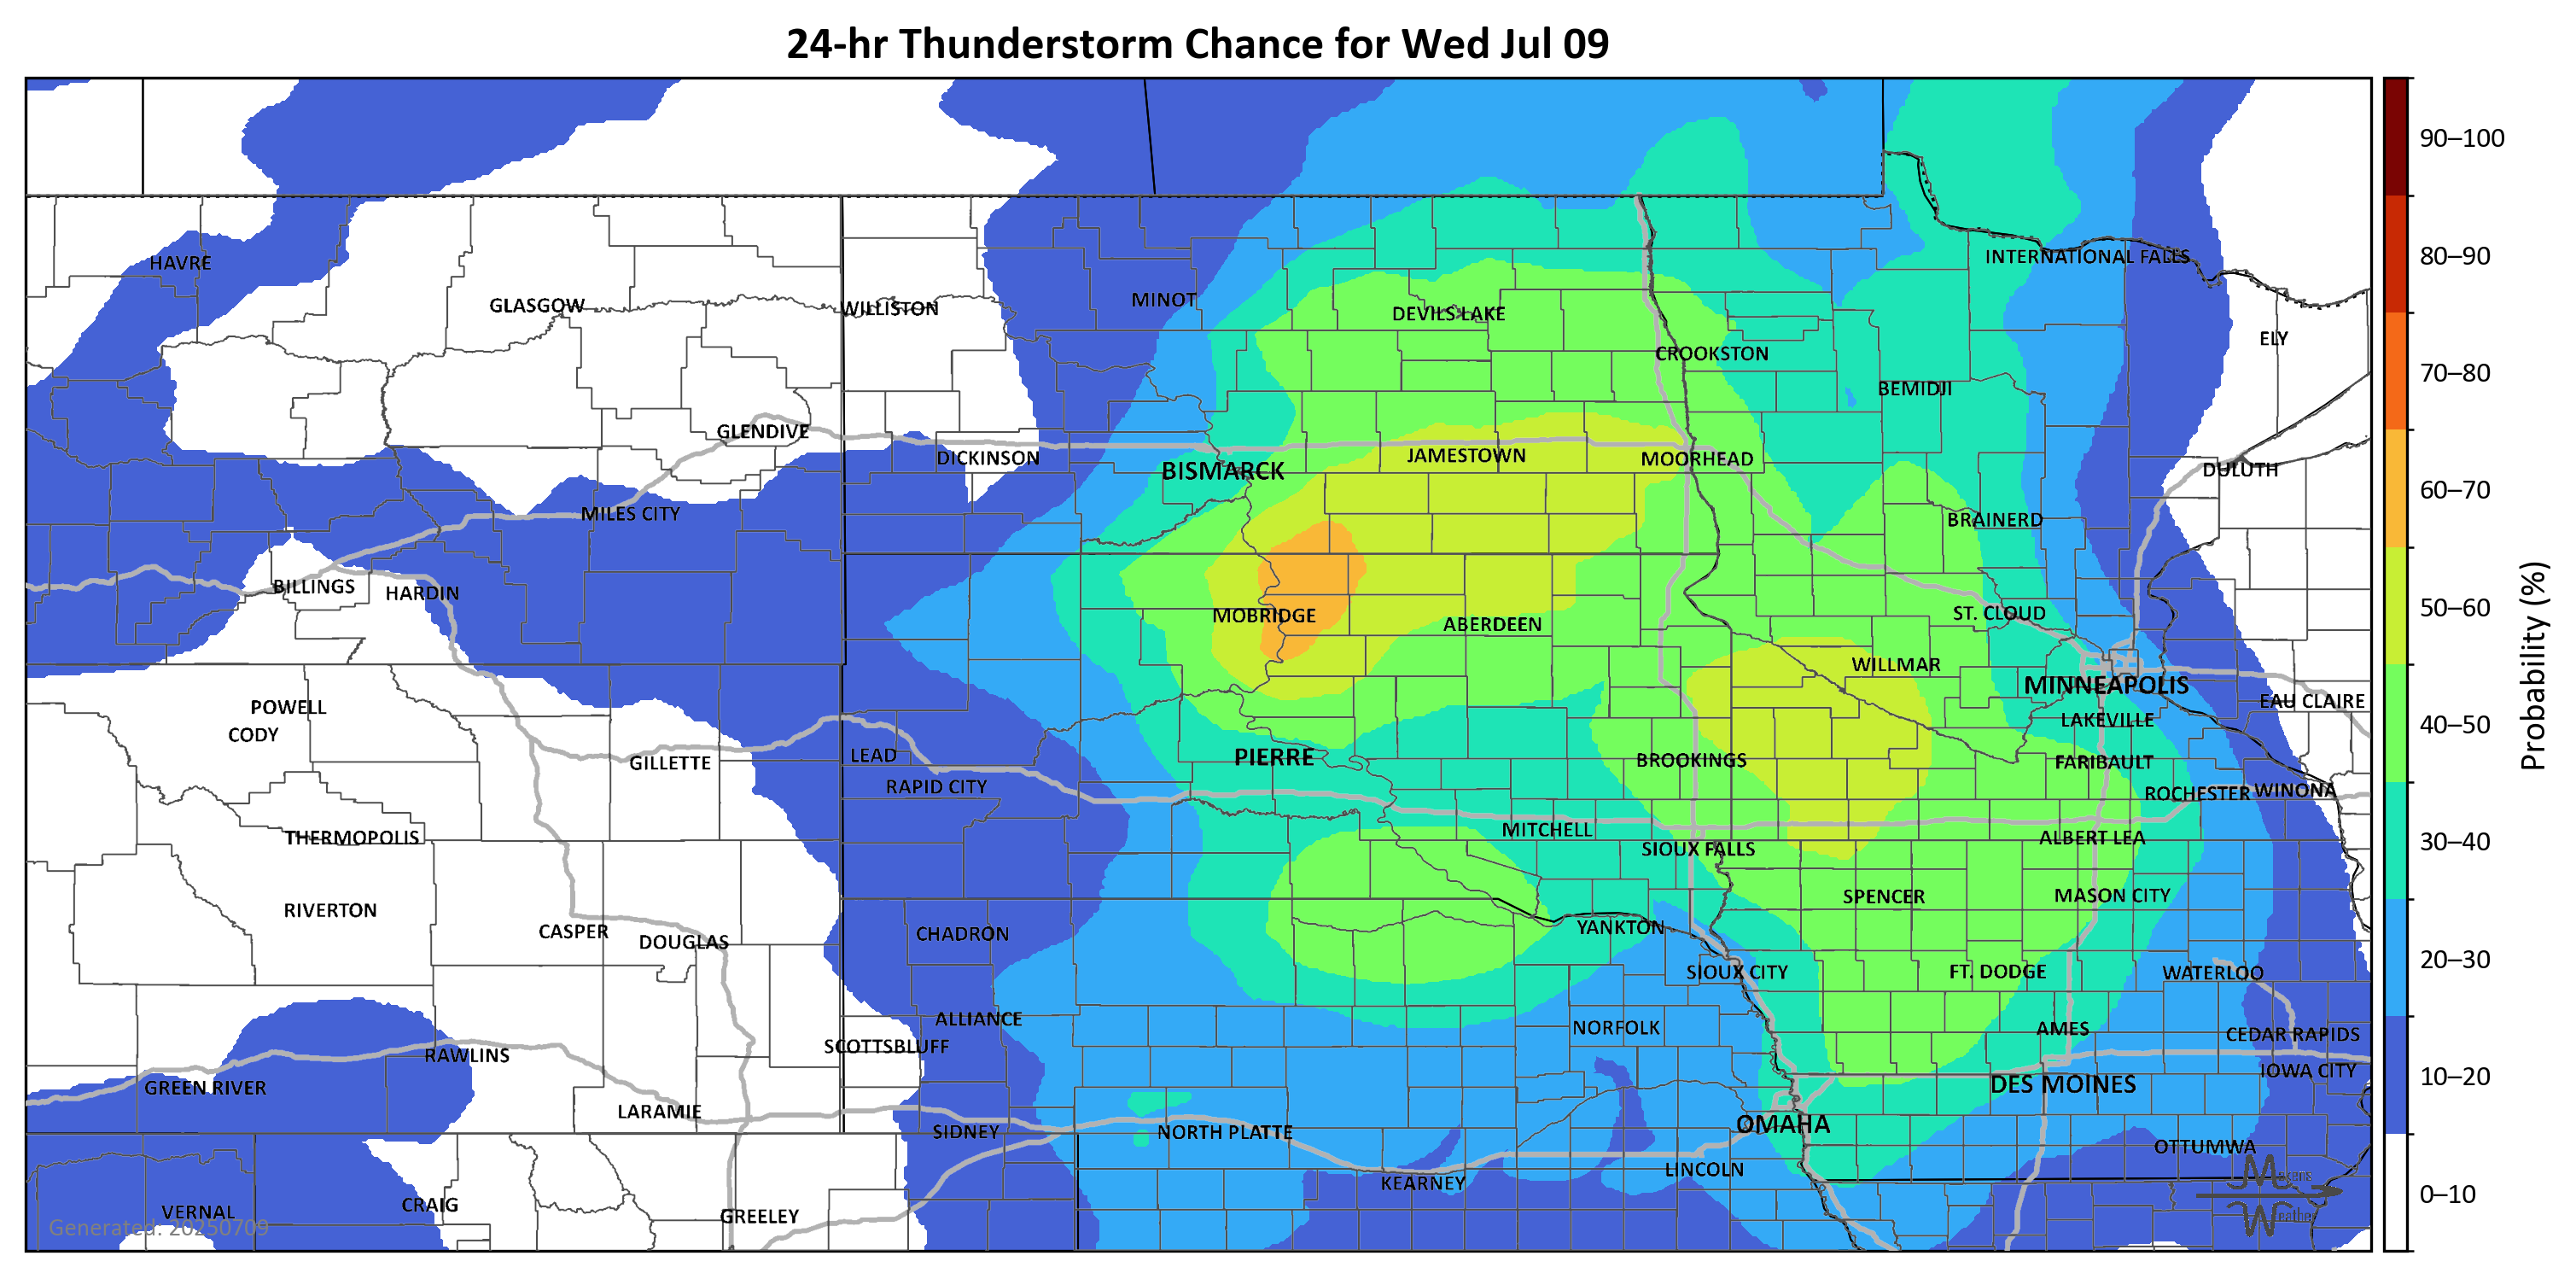 24-hr Thunderstorm Chance for Wed Jul 09
90–100
HAVRE
INTERNATIONAL FALLS
80–90
GLASGOW
WILLISTON
MINOT
DEVILS LAKE
ELY
CROOKSTON
70–80
BEMIDJI
GLENDIVE
DICKINSON
BISMARCK
JAMESTOWN
MOORHEAD
DULUTH
60–70
MILES CITY
BRAINERD
BILLINGS
HARDIN
MOBRIDGE
ABERDEEN
ST. CLOUD
50–60
WILLMAR
MINNEAPOLIS
POWELL
EAU CLAIRE
CODY
LAKEVILLE
40–50
Probability (%)
LEAD
PIERRE
BROOKINGS
GILLETTE
FARIBAULT
RAPID CITY
ROCHESTER
WINONA
THERMOPOLIS
MITCHELL
ALBERT LEA
30–40
SIOUX FALLS
RIVERTON
SPENCER
MASON CITY
CASPER
DOUGLAS
CHADRON
YANKTON
20–30
SIOUX CITY
FT. DODGE
WATERLOO
ALLIANCE
NORFOLK
AMES
CEDAR RAPIDS
SCOTTSBLUFF
RAWLINS
IOWA CITY
10–20
GREEN RIVER
DES MOINES
LARAMIE
OMAHA
SIDNEY
NORTH PLATTE
OTTUMWA
LINCOLN
KEARNEY
Meyers
0–10
CRAIG
VERNAL
GREELEY
Weather
Generated: 20250709